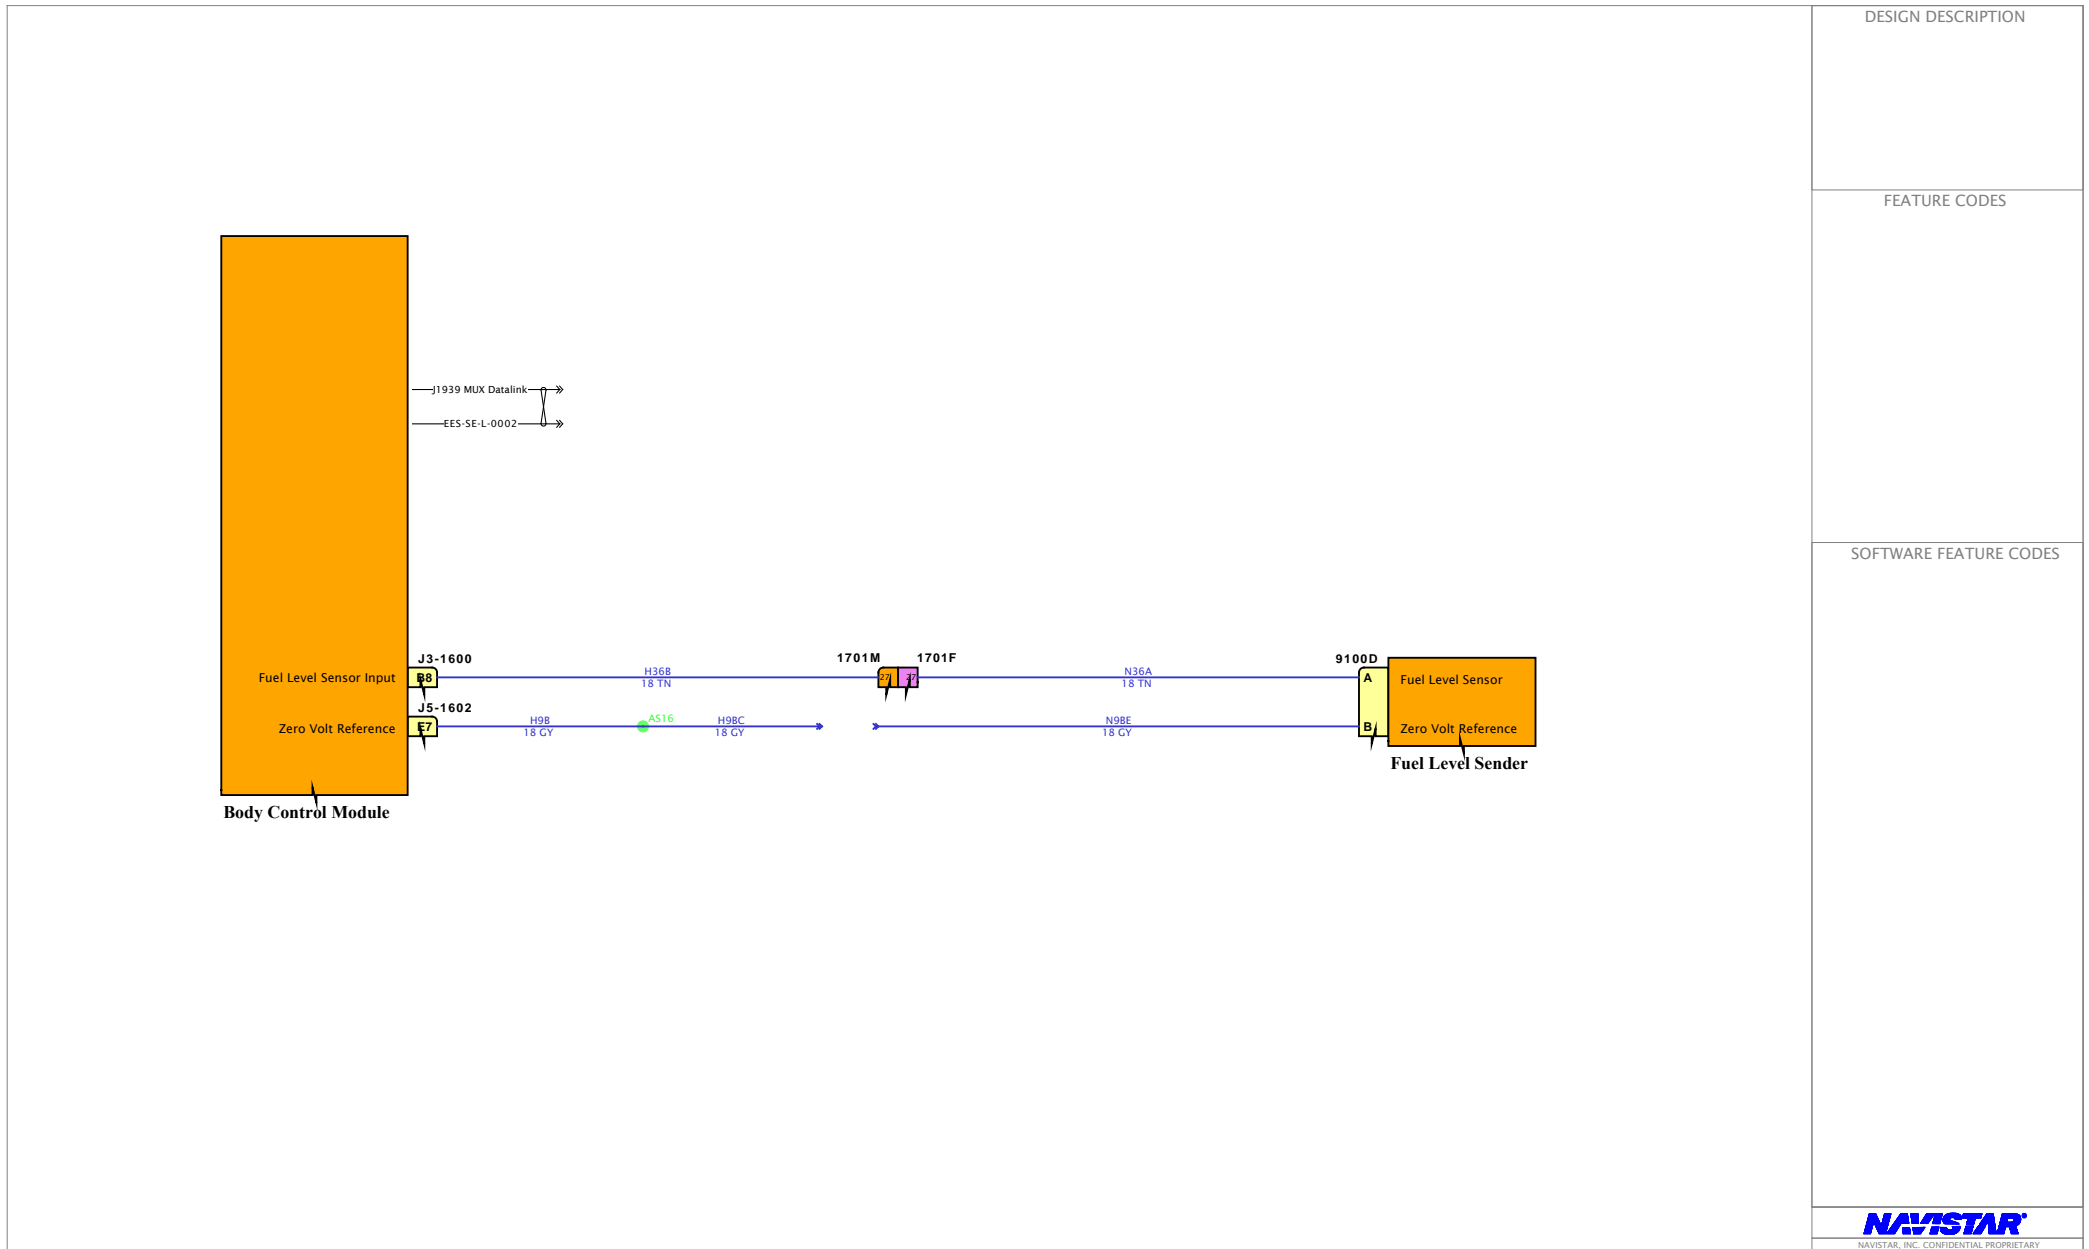 DESIGN DESCRIPTION
FEATURE CODES
SOFTWARE FEATURE CODES
J1939 MUX Datalink
EES-SE-L-0002
J3-1600
1701M 1701F
9100D
Fuel Level Sensor Input B8 H36B 27 27 N36A A Fuel Level Sensor
18 TN 18 TN
J5-1602
Zero Volt Reference E7 H9B AS16 H9BC N9BE B Zero Volt Reference
18 GY 18 GY 18 GY
Fuel Level Sender
Body Control Module
NAVISTAR®
NAVISTAR, INC. CONFIDENTIAL PROPRIETARY